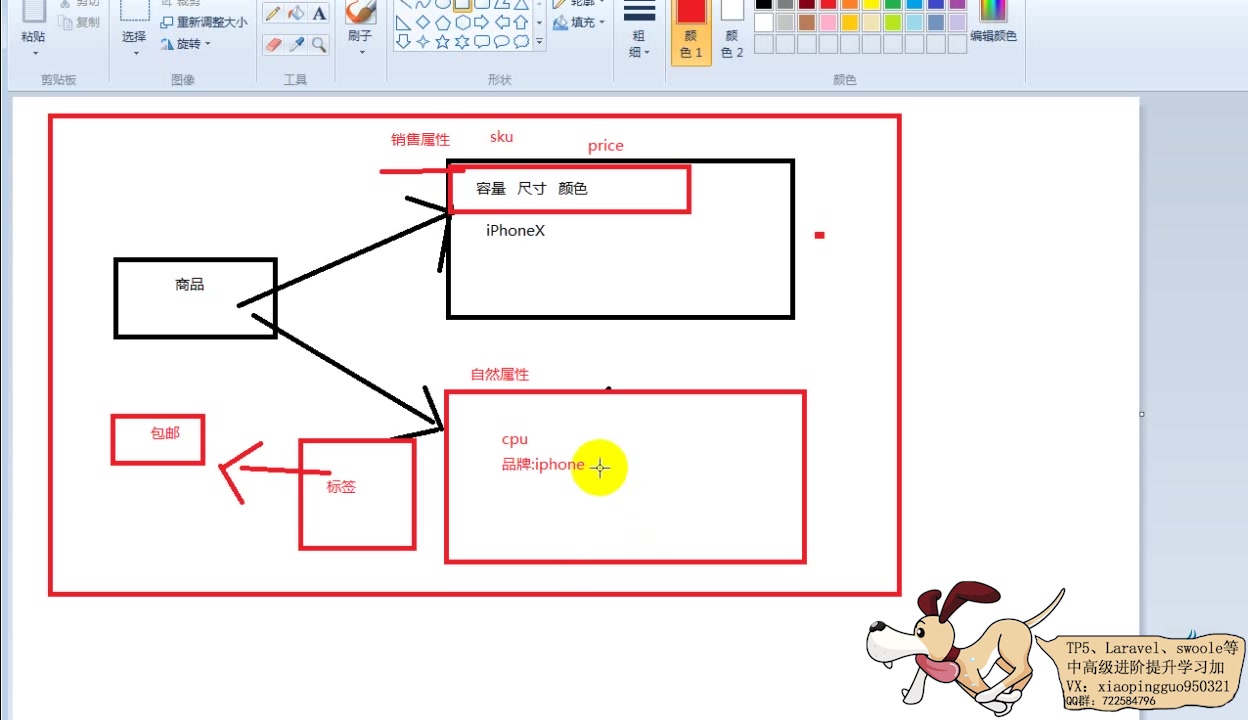 剪切 裁剪 轮廓
粘贴 复制 选择 重新调整大小 A 刷子 填充 粗细 颜色 1 颜色 2 编辑颜色
旋转
剪贴板 图像 工具 形状 颜色
销售属性 sku price
容量 尺寸 颜色
iPhoneX
商品
自然属性
cpu
品牌:iphone
包邮
标签
TP5、Laravel、swoole等
中高级进阶提升学习加
VX: xiaopingguo950321
QQ群: 722584796